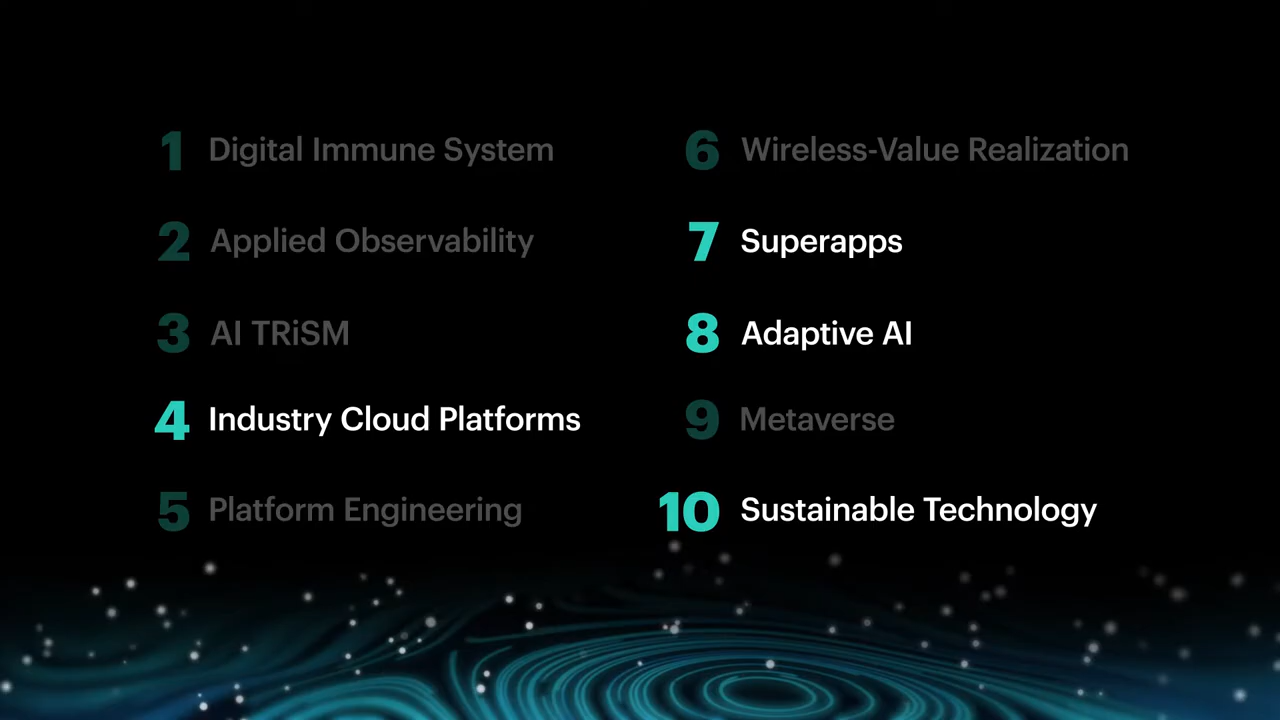 1 Digital Immune System
2 Applied Observability
3 AI TRiSM
4 Industry Cloud Platforms
5 Platform Engineering
6 Wireless-Value Realization
7 Superapps
8 Adaptive AI
9 Metaverse
10 Sustainable Technology